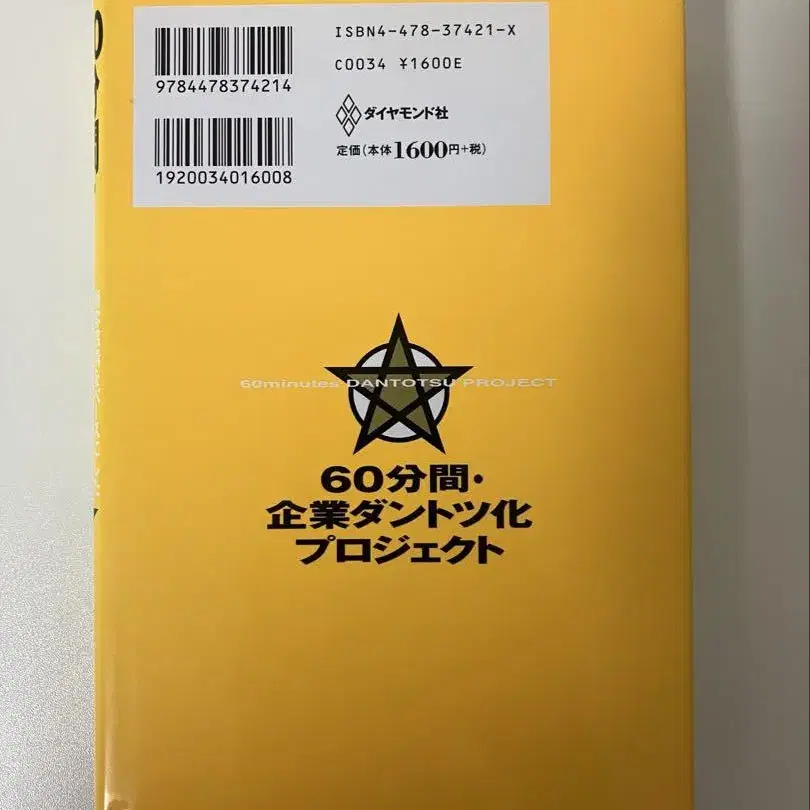 ISBN4-478-37421-X
C0034 ¥1600E
9784478374214
ダイヤモンド社
定価(本体1600円+税)
1920034016008
60minutes DANTOTSU PROJECT
60分間・
企業ダントツ化
プロジェクト